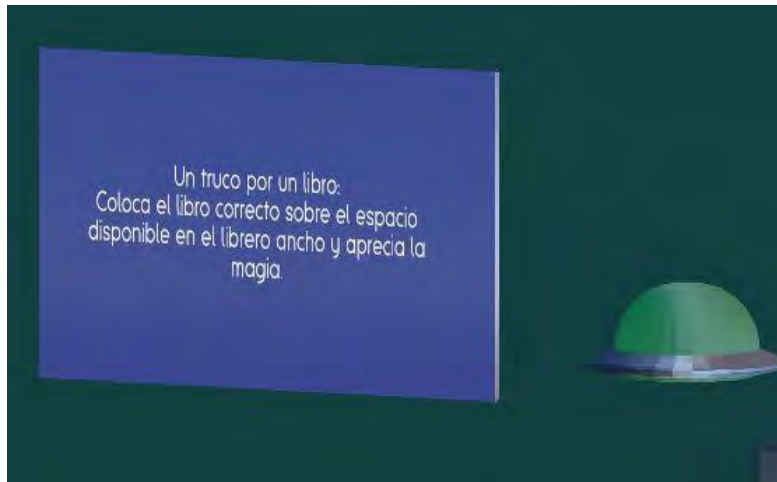 Un truco por un libro:
Coloca el libro correcto sobre el espacio
disponible en el librero ancho y aprecia la
magia.